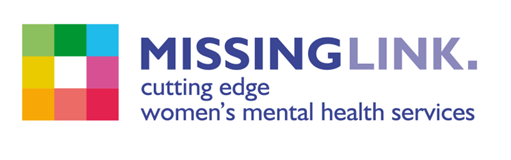 MISSINGLINK.
cutting edge
women's mental health services